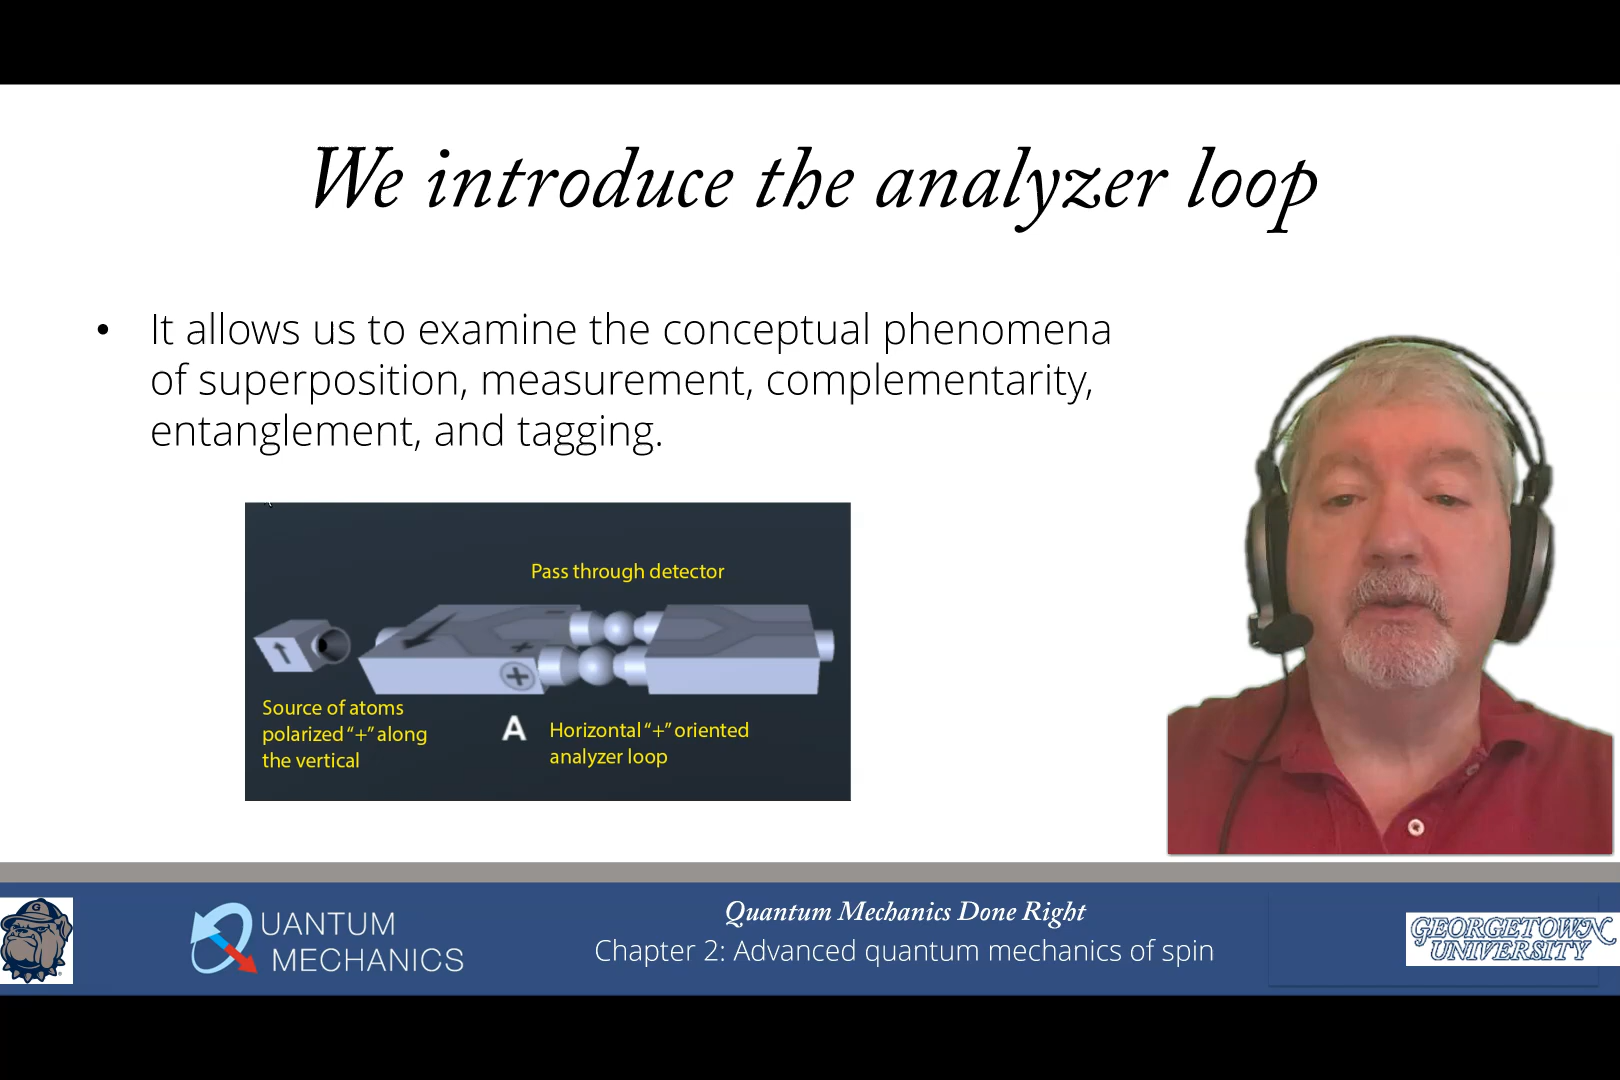 We introduce the analyzer loop
• It allows us to examine the conceptual phenomena
of superposition, measurement, complementarity,
entanglement, and tagging.
Pass through detector
Source of atoms
polarized “+” along
the vertical
A
Horizontal “+” oriented
analyzer loop
- +
+
G
QUANTUM
MECHANICS
Quantum Mechanics Done Right
Chapter 2: Advanced quantum mechanics of spin
GEORGETOWN
UNIVERSITY